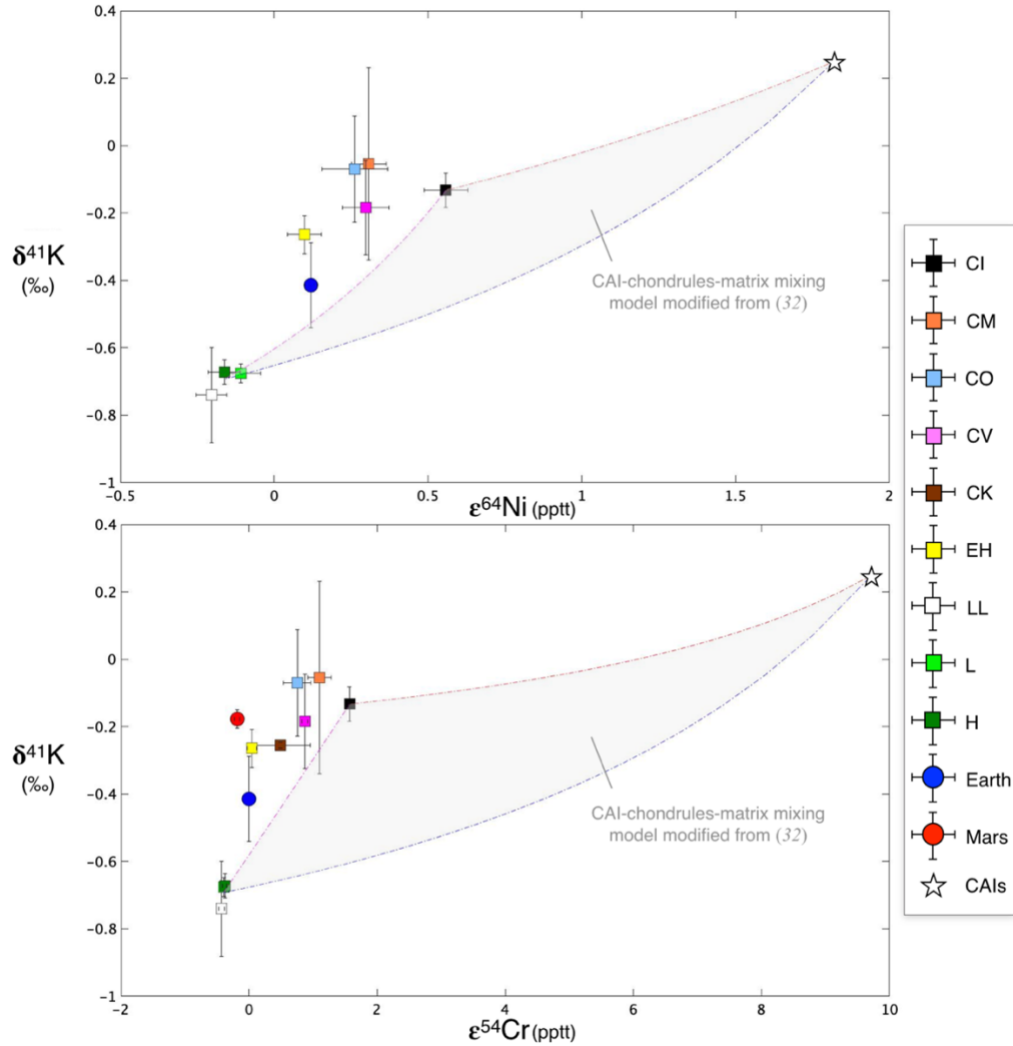 0.4
0.2
0
-0.2
-0.4
-0.6
-0.8
-1
δ⁴¹K
(‰)
CAI-chondrules-matrix mixing
model modified from (32)
-0.5
0
0.5
1
1.5
2
ε⁶⁴Ni (pptt)
0.4
0.2
0
-0.2
-0.4
-0.6
-0.8
-1
δ⁴¹K
(‰)
CAI-chondrules-matrix mixing
model modified from (32)
-2
0
2
4
6
8
10
ε⁵⁴Cr (pptt)
CI
CM
CO
CV
CK
EH
LL
L
H
Earth
Mars
CAIs